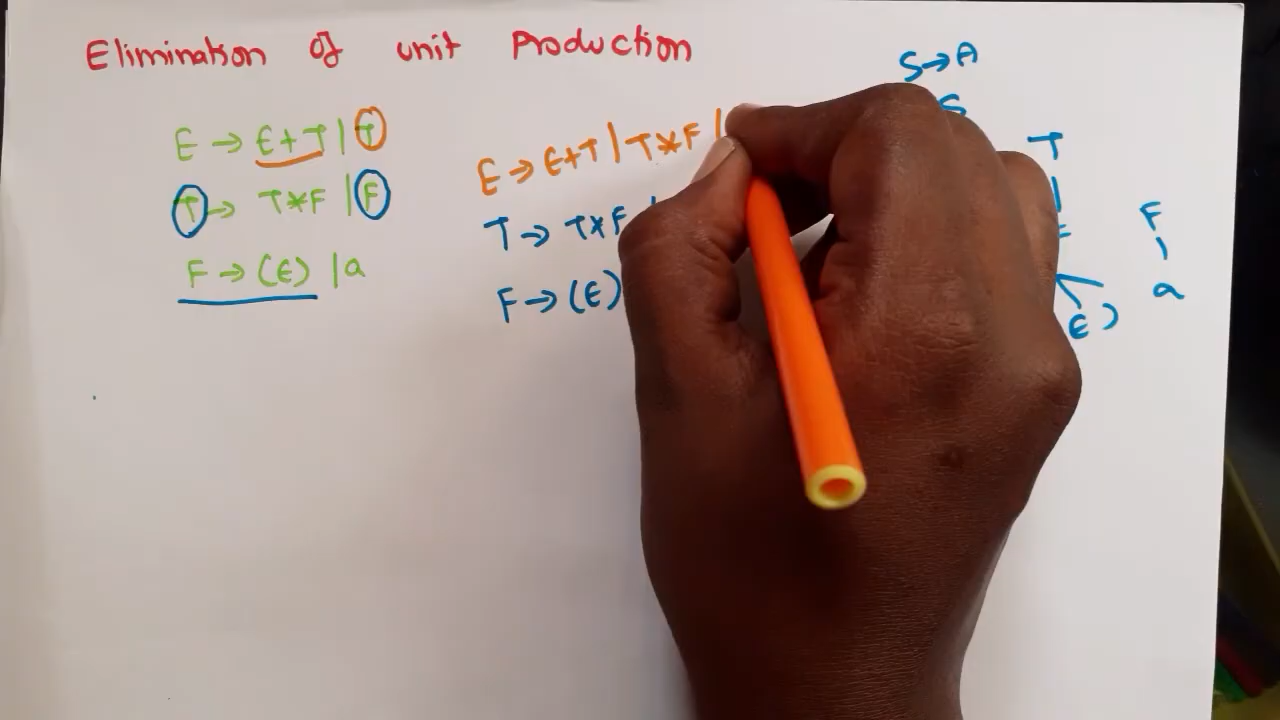 Elimination of unit Production
E → E+T | T
T → T*F | F
F → (E) | a
E → E+T | T*F |
T → T*F |
F → (E)
S → A
S
T
|
E )
F
|
a